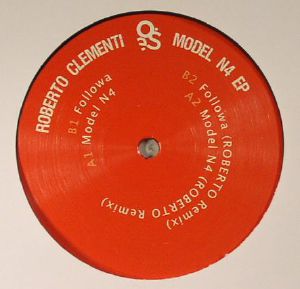 ROBERTO CLEMENTI
MODEL N4 EP
B1 Followa
A1 Model N4
B2 Followa (ROBERTO Remix)
A2 Model N4 (ROBERTO Remix)